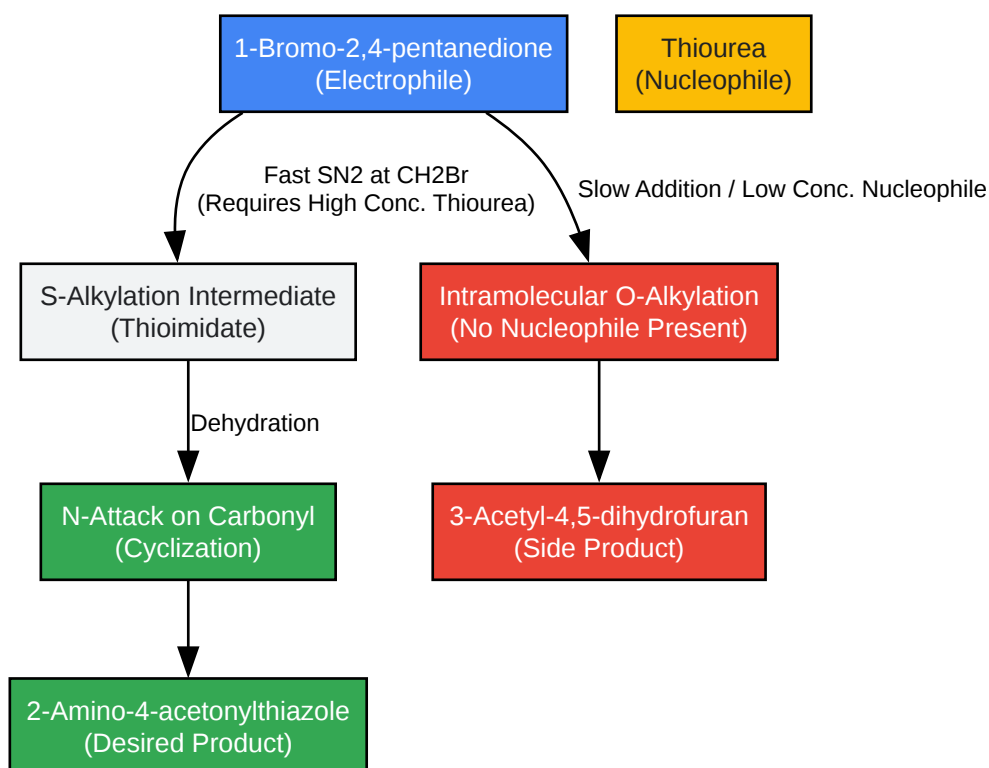 1-Bromo-2,4-pentanedione
(Electrophile)
Thiourea
(Nucleophile)
Fast SN2 at CH2Br
(Requires High Conc. Thiourea)
Slow Addition / Low Conc. Nucleophile
S-Alkylation Intermediate
(Thioimidate)
Intramolecular O-Alkylation
(No Nucleophile Present)
Dehydration
N-Attack on Carbonyl
(Cyclization)
3-Acetyl-4,5-dihydrofuran
(Side Product)
2-Amino-4-acetonylthiazole
(Desired Product)